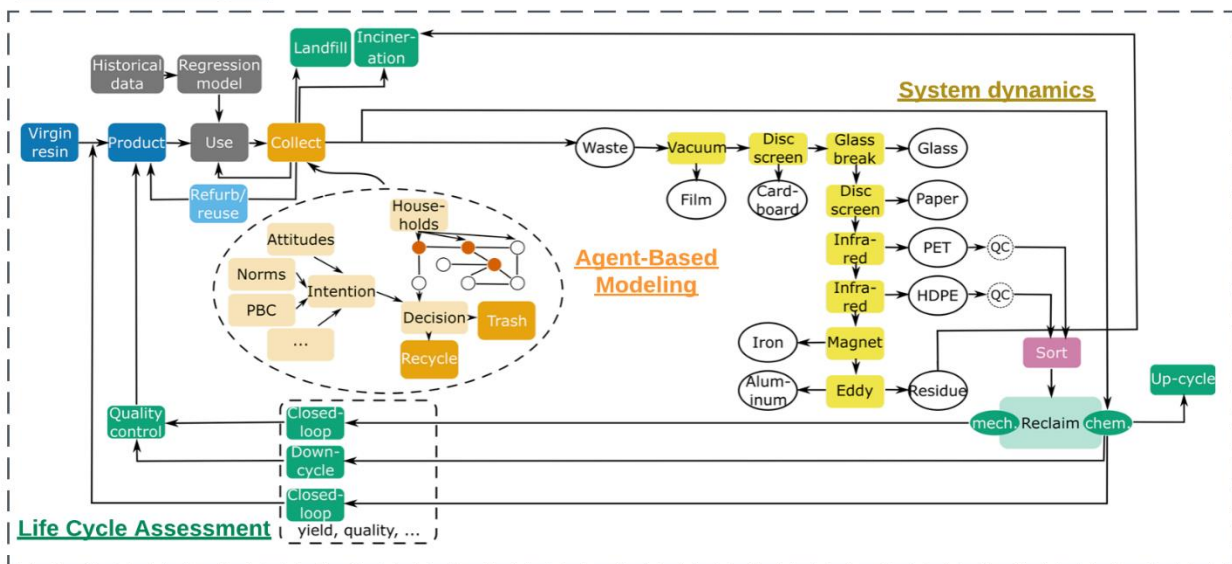 Landfill
Inciner-
ation
Historical
data
Regression
model
System dynamics
Virgin
resin
Product
Use
Collect
Waste
Vacuum
Disc
screen
Glass
break
Glass
Film
Card-
board
Disc
screen
Paper
Refurb/
reuse
House-
holds
Attitudes
Norms
Intention
PBC
...
Decision
Trash
Recycle
Agent-Based
Modeling
Infra-
red
PET
QC
Infra-
red
HDPE
QC
Iron
Magnet
Sort
Alum-
inum
Eddy
Residue
Up-cycle
Quality
control
Closed-
loop
mech.
Reclaim
chem.
Down-
cycle
Closed-
loop
yield, quality, ...
Life Cycle Assessment